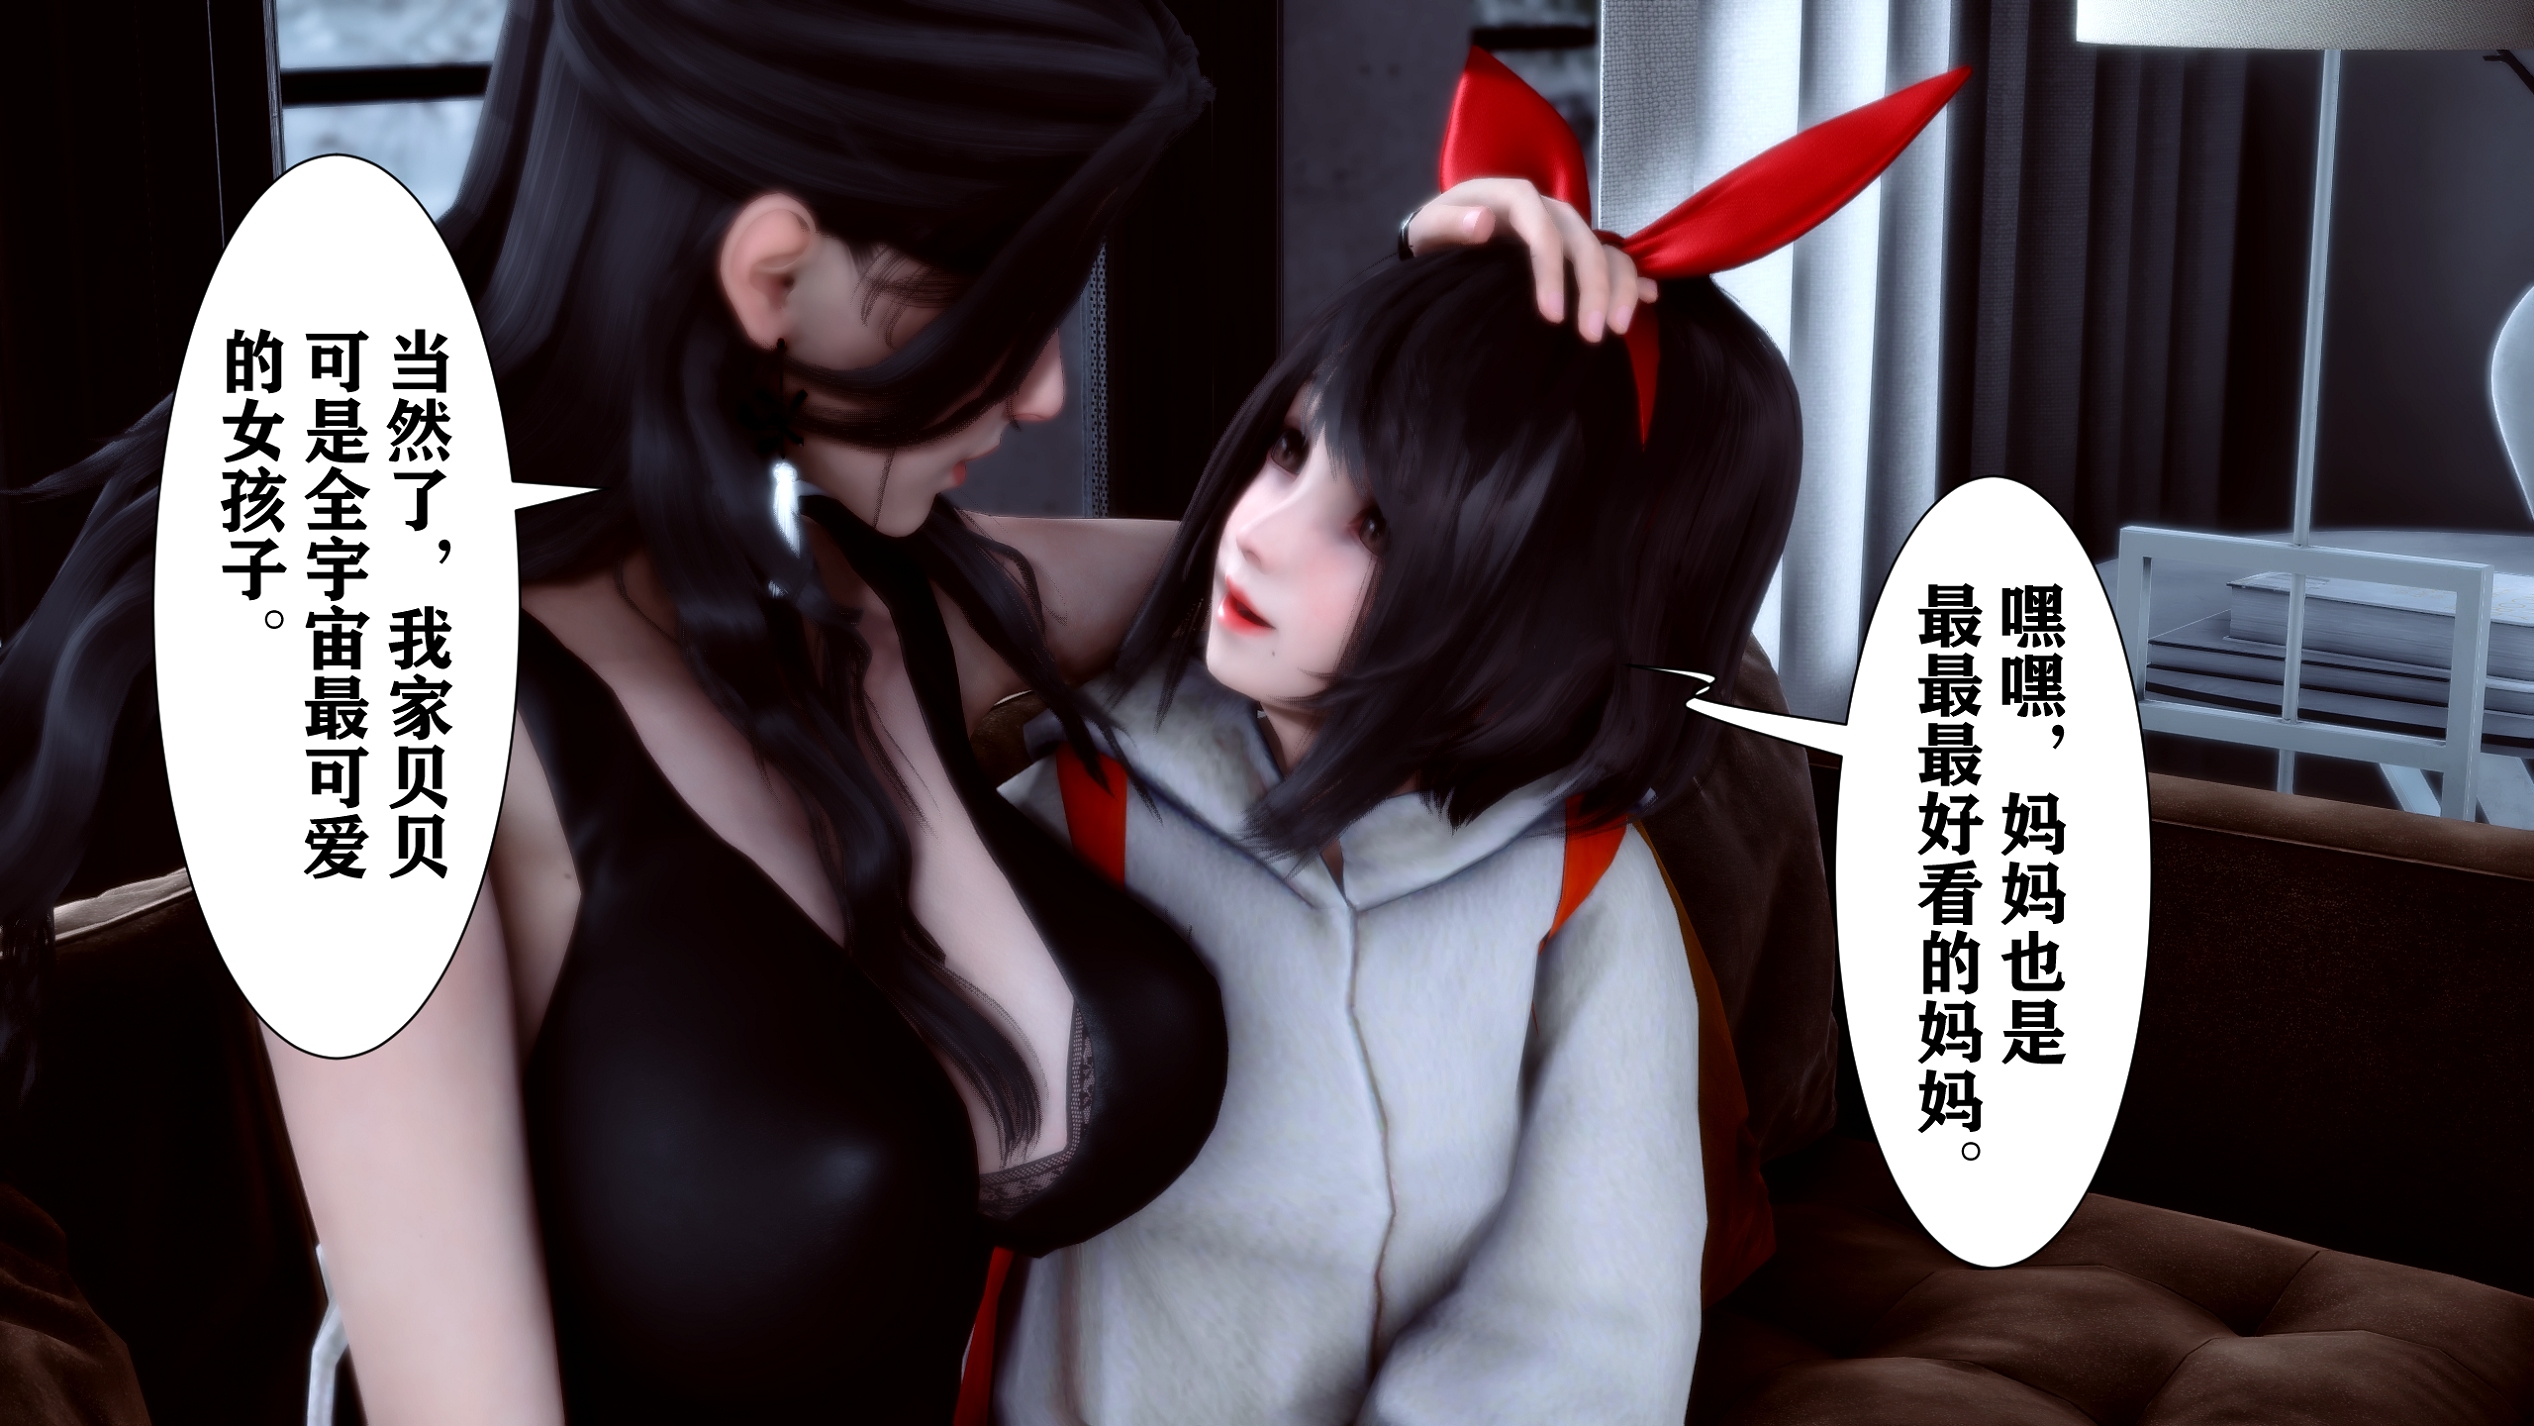 当然了，我家贝贝
可是全宇宙最可爱
的女孩子。
嘿嘿，妈妈也是
最最最好看的妈妈。